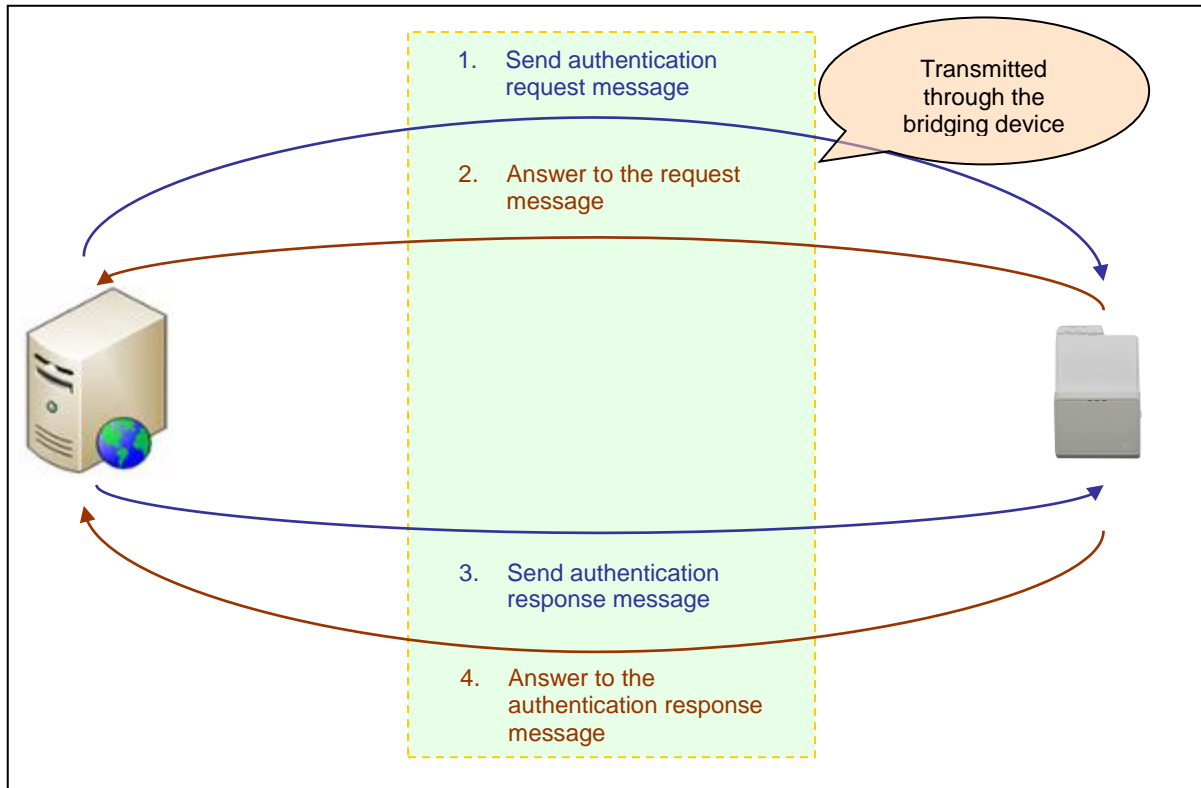 1. Send authentication
request message
Transmitted
through the
bridging device
2. Answer to the request
message
3. Send authentication
response message
4. Answer to the
authentication response
message